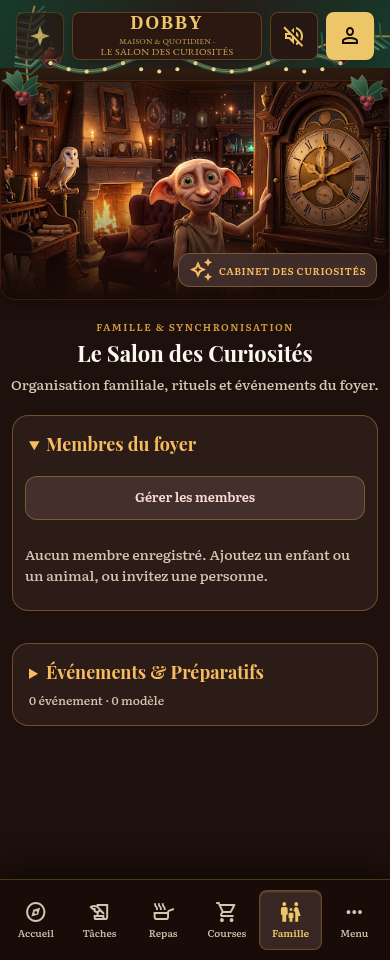 DOBBY
MAISON & QUOTIDIEN ·
LE SALON DES CURIOSITÉS
CABINET DES CURIOSITÉS
FAMILLE & SYNCHRONISATION
Le Salon des Curiosités
Organisation familiale, rituels et événements du foyer.
Membres du foyer
Gérer les membres
Aucun membre enregistré. Ajoutez un enfant ou
un animal, ou invitez une personne.
Événements & Préparatifs
0 événement · 0 modèle
Accueil
Tâches
Repas
Courses
Famille
Menu